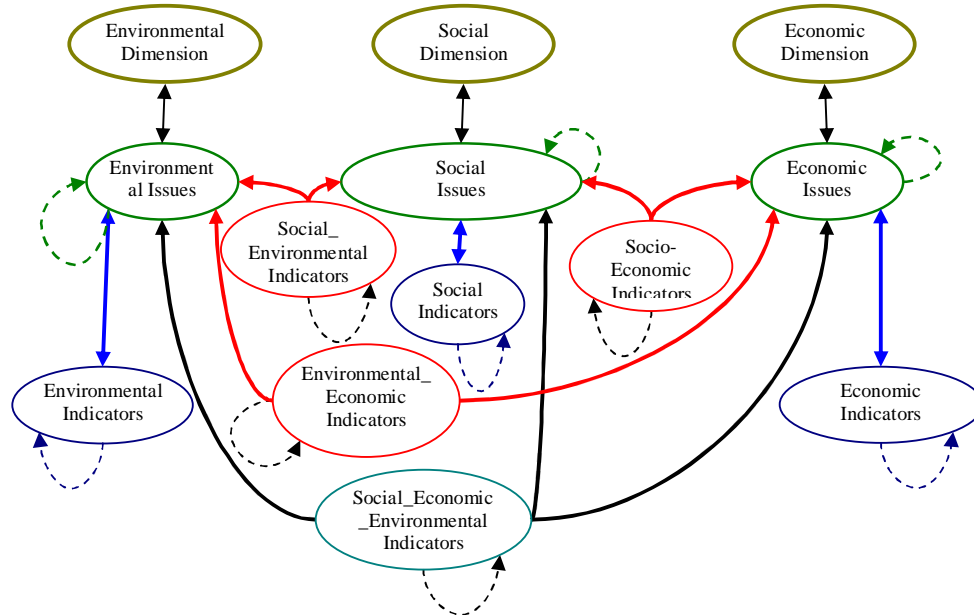 Environmental
Dimension
Social
Dimension
Economic
Dimension
Environment
al Issues
Social
Issues
Economic
Issues
Social_
Environmental
Indicators
Socio-
Economic
Indicators
Social
Indicators
Environmental
Indicators
Environmental_
Economic
Indicators
Economic
Indicators
Social_Economic
_Environmental
Indicators